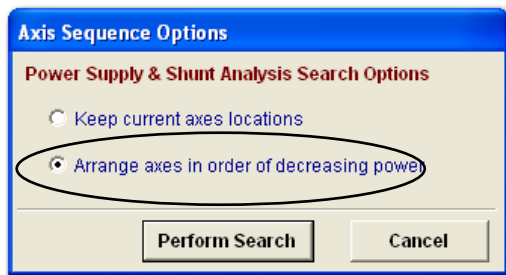 Axis Sequence Options
Power Supply & Shunt Analysis Search Options
Keep current axes locations
Arrange axes in order of decreasing power
Perform Search Cancel